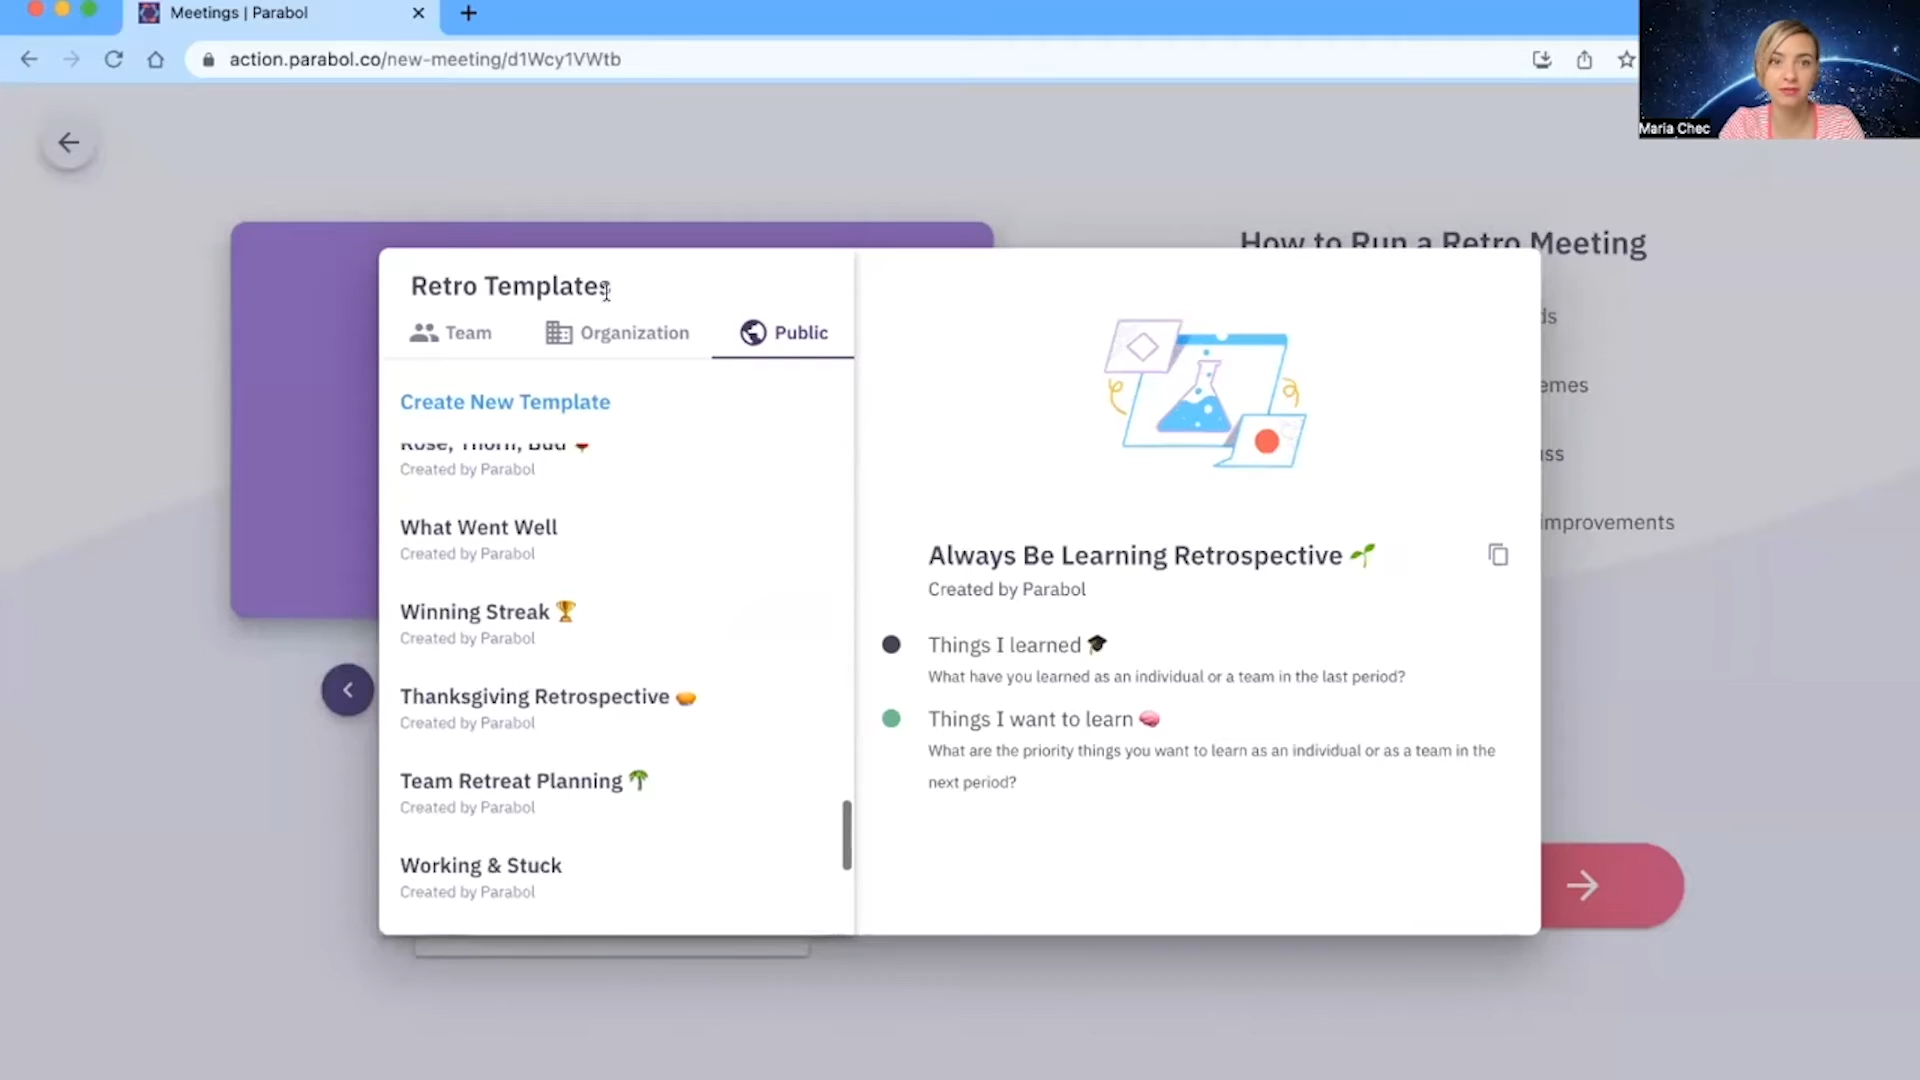 Meetings | Parabol
action.parabol.co/new-meeting/d1Wcy1VWtb
Maria Chec
How to Run a Retro Meeting
Retro Templates
Team
Organization
Public
Create New Template
Rose, Thorn, Bud 🌹
Created by Parabol
What Went Well
Created by Parabol
Winning Streak 🏆
Created by Parabol
Thanksgiving Retrospective 🥧
Created by Parabol
Team Retreat Planning 🌴
Created by Parabol
Working & Stuck
Created by Parabol
Always Be Learning Retrospective 🌱
Created by Parabol
Things I learned 🎓
What have you learned as an individual or a team in the last period?
Things I want to learn 🧠
What are the priority things you want to learn as an individual or as a team in the
next period?
ds
emes
uss
improvements